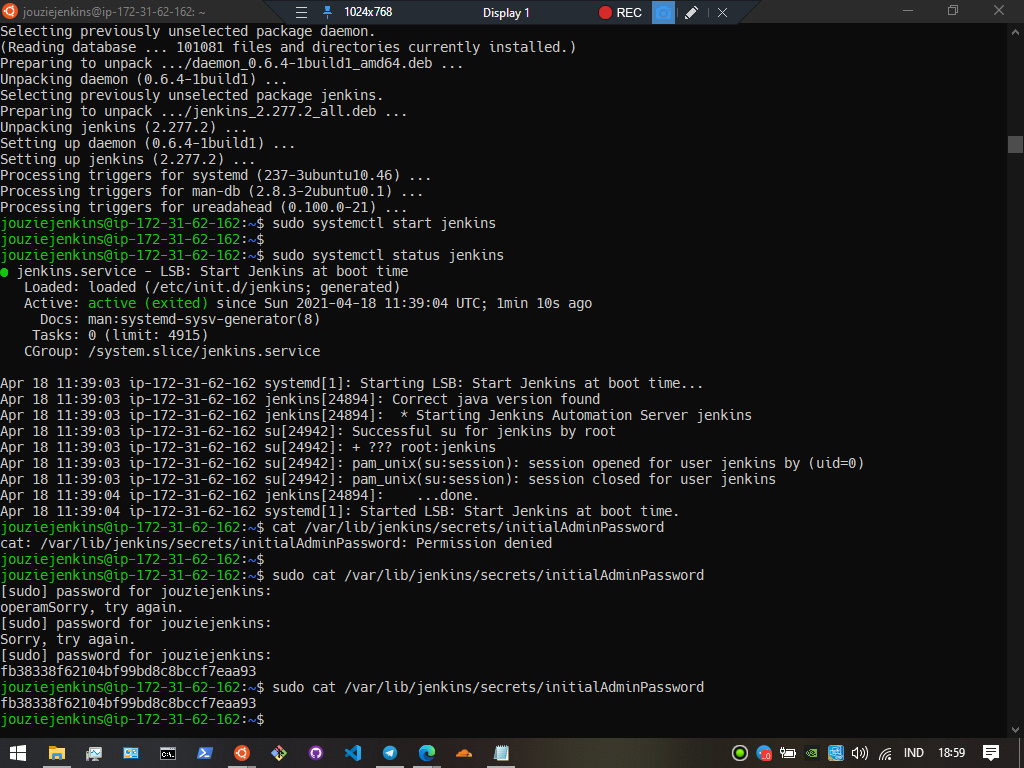 jouziejenkins@ip-172-31-62-162: ~
1024x768
Display 1
REC
Selecting previously unselected package daemon.
(Reading database ... 101081 files and directories currently installed.)
Preparing to unpack .../daemon_0.6.4-1build1_amd64.deb ...
Unpacking daemon (0.6.4-1build1) ...
Selecting previously unselected package jenkins.
Preparing to unpack .../jenkins_2.277.2_all.deb ...
Unpacking jenkins (2.277.2) ...
Setting up daemon (0.6.4-1build1) ...
Setting up jenkins (2.277.2) ...
Processing triggers for systemd (237-3ubuntu10.46) ...
Processing triggers for man-db (2.8.3-2ubuntu0.1) ...
Processing triggers for ureadahead (0.100.0-21) ...
jouziejenkins@ip-172-31-62-162:~$ sudo systemctl start jenkins
jouziejenkins@ip-172-31-62-162:~$
jouziejenkins@ip-172-31-62-162:~$ sudo systemctl status jenkins
● jenkins.service - LSB: Start Jenkins at boot time
   Loaded: loaded (/etc/init.d/jenkins; generated)
   Active: active (exited) since Sun 2021-04-18 11:39:04 UTC; 1min 10s ago
     Docs: man:systemd-sysv-generator(8)
    Tasks: 0 (limit: 4915)
   CGroup: /system.slice/jenkins.service
Apr 18 11:39:03 ip-172-31-62-162 systemd[1]: Starting LSB: Start Jenkins at boot time...
Apr 18 11:39:03 ip-172-31-62-162 jenkins[24894]: Correct java version found
Apr 18 11:39:03 ip-172-31-62-162 jenkins[24894]:  * Starting Jenkins Automation Server jenkins
Apr 18 11:39:03 ip-172-31-62-162 su[24942]: Successful su for jenkins by root
Apr 18 11:39:03 ip-172-31-62-162 su[24942]: + ??? root:jenkins
Apr 18 11:39:03 ip-172-31-62-162 su[24942]: pam_unix(su:session): session opened for user jenkins by (uid=0)
Apr 18 11:39:03 ip-172-31-62-162 su[24942]: pam_unix(su:session): session closed for user jenkins
Apr 18 11:39:04 ip-172-31-62-162 jenkins[24894]:    ...done.
Apr 18 11:39:04 ip-172-31-62-162 systemd[1]: Started LSB: Start Jenkins at boot time.
jouziejenkins@ip-172-31-62-162:~$ cat /var/lib/jenkins/secrets/initialAdminPassword
cat: /var/lib/jenkins/secrets/initialAdminPassword: Permission denied
jouziejenkins@ip-172-31-62-162:~$
jouziejenkins@ip-172-31-62-162:~$ sudo cat /var/lib/jenkins/secrets/initialAdminPassword
[sudo] password for jouziejenkins:
operamSorry, try again.
[sudo] password for jouziejenkins:
Sorry, try again.
[sudo] password for jouziejenkins:
fb38338f62104bf99bd8c8bccf7eaa93
jouziejenkins@ip-172-31-62-162:~$ sudo cat /var/lib/jenkins/secrets/initialAdminPassword
fb38338f62104bf99bd8c8bccf7eaa93
jouziejenkins@ip-172-31-62-162:~$
IND
18:59